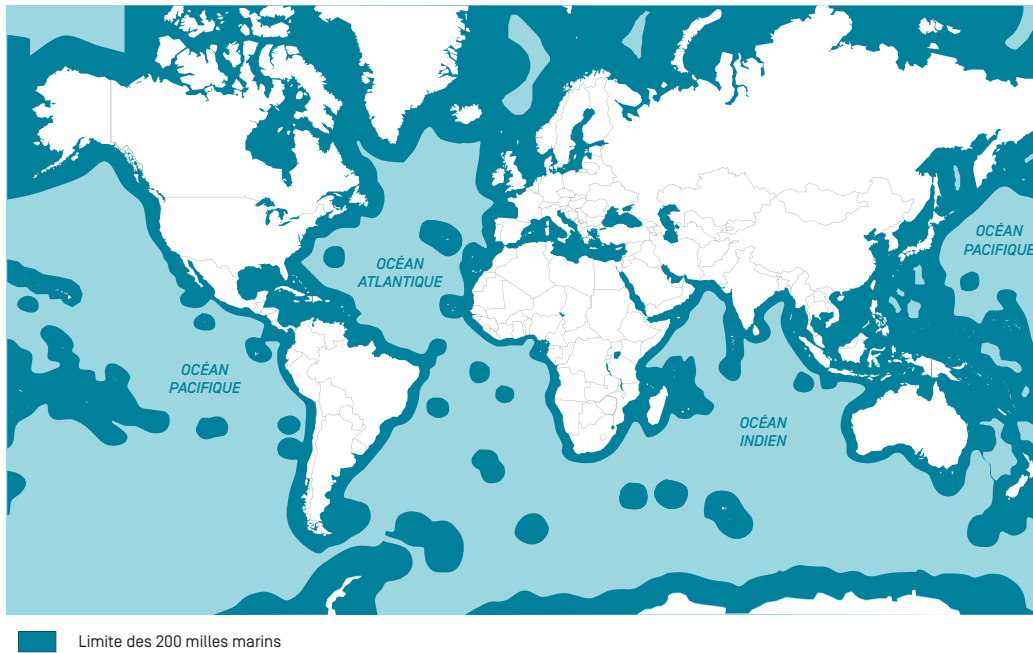 OCÉAN
PACIFIQUE
OCÉAN
ATLANTIQUE
OCÉAN
PACIFIQUE
OCÉAN
INDIEN
Limite des 200 milles marins